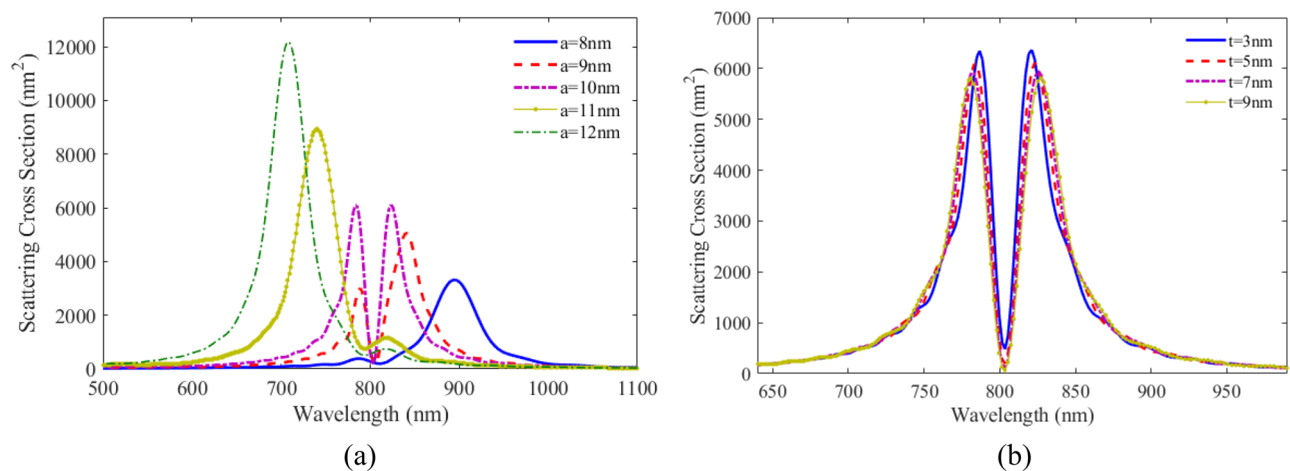 12000
10000
8000
6000
4000
2000
0
Scattering Cross Section (nm²)
a=8nm
a=9nm
a=10nm
a=11nm
a=12nm
500 600 700 800 900 1000 1100
Wavelength (nm)
(a)
7000
6000
5000
4000
3000
2000
1000
0
Scattering Cross Section (nm²)
t=3nm
t=5nm
t=7nm
t=9nm
650 700 750 800 850 900 950
Wavelength (nm)
(b)